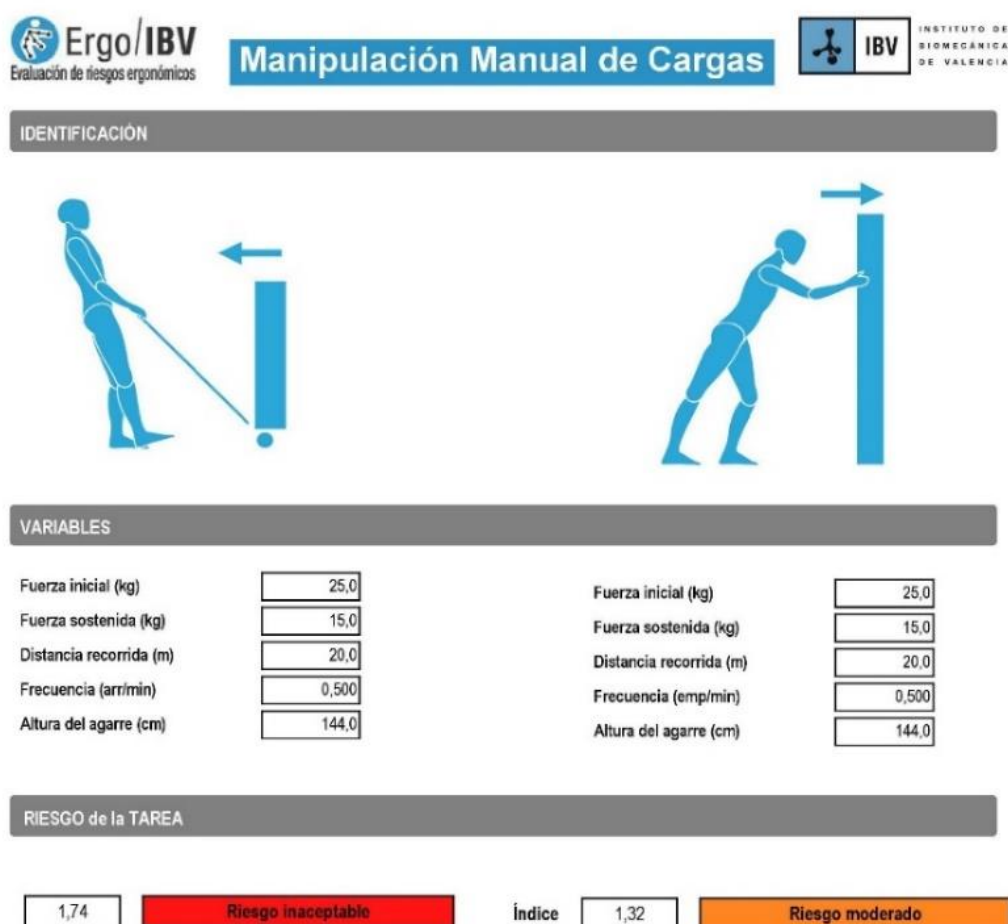 Ergo/IBV
Evaluación de riesgos ergonómicos
Manipulación Manual de Cargas
IBV
INSTITUTO DE
BIOMECÁNICA
DE VALENCIA
IDENTIFICACIÓN
VARIABLES
Fuerza inicial (kg) 25,0
Fuerza sostenida (kg) 15,0
Distancia recorrida (m) 20,0
Frecuencia (arr/min) 0,500
Altura del agarre (cm) 144,0
Fuerza inicial (kg) 25,0
Fuerza sostenida (kg) 15,0
Distancia recorrida (m) 20,0
Frecuencia (emp/min) 0,500
Altura del agarre (cm) 144,0
RIESGO de la TAREA
1,74 Riesgo inaceptable
Índice 1,32 Riesgo moderado